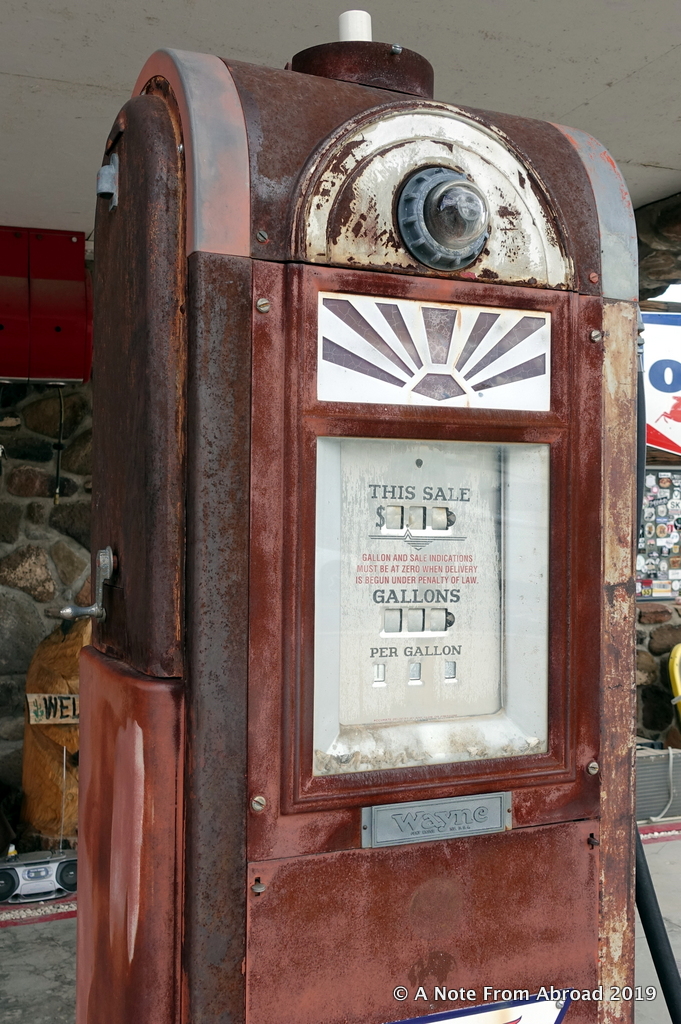 THIS SALE
$
GALLON AND SALE INDICATIONS
MUST BE AT ZERO WHEN DELIVERY
IS BEGUN UNDER PENALTY OF LAW.
GALLONS
PER GALLON
Wayne
WEL
O
© A Note From Abroad 2019